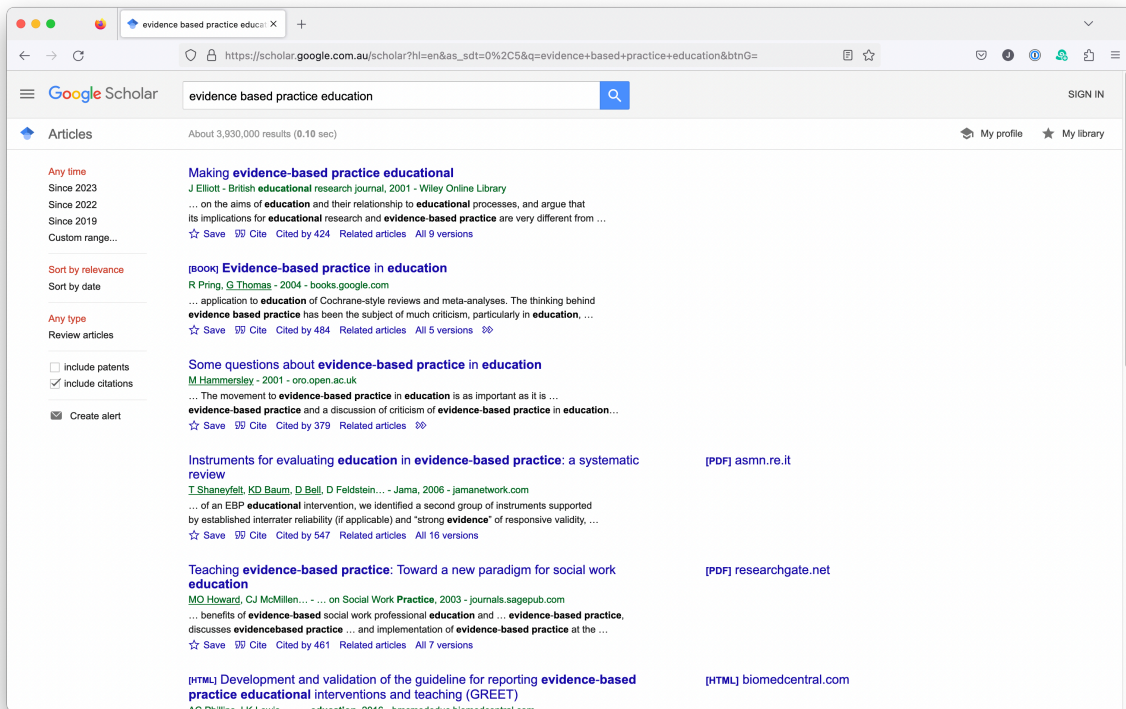 evidence based practice educat
https://scholar.google.com.au/scholar?hl=en&as_sdt=0%2C5&q=evidence+based+practice+education&btnG=
Google Scholar
evidence based practice education
SIGN IN
Articles
About 3,930,000 results (0.10 sec)
My profile
My library
Any time
Since 2023
Since 2022
Since 2019
Custom range...
Sort by relevance
Sort by date
Any type
Review articles
include patents
include citations
Create alert
Making evidence-based practice educational
J Elliott - British educational research journal, 2001 - Wiley Online Library
… on the aims of education and their relationship to educational processes, and argue that
its implications for educational research and evidence-based practice are very different from …
Save Cite Cited by 424 Related articles All 9 versions
[BOOK] Evidence-based practice in education
R Pring, G Thomas - 2004 - books.google.com
… application to education of Cochrane-style reviews and meta-analyses. The thinking behind
evidence based practice has been the subject of much criticism, particularly in education, …
Save Cite Cited by 484 Related articles All 5 versions
Some questions about evidence-based practice in education
M Hammersley - 2001 - oro.open.ac.uk
… The movement to evidence-based practice in education is as important as it is …
evidence-based practice and a discussion of criticism of evidence-based practice in education…
Save Cite Cited by 379 Related articles
Instruments for evaluating education in evidence-based practice: a systematic
review
T Shaneyfelt, KD Baum, D Bell, D Feldstein… - Jama, 2006 - jamanetwork.com
… of an EBP educational intervention, we identified a second group of instruments supported
by established interrater reliability (if applicable) and “strong evidence” of responsive validity, …
Save Cite Cited by 547 Related articles All 16 versions
[PDF] asmn.re.it
Teaching evidence-based practice: Toward a new paradigm for social work
education
MO Howard, CJ McMillen… - … on Social Work Practice, 2003 - journals.sagepub.com
… benefits of evidence-based social work professional education and … evidence-based practice,
discusses evidencebased practice … and implementation of evidence-based practice at the …
Save Cite Cited by 461 Related articles All 7 versions
[PDF] researchgate.net
[HTML] Development and validation of the guideline for reporting evidence-based
practice educational interventions and teaching (GREET)
[HTML] biomedcentral.com